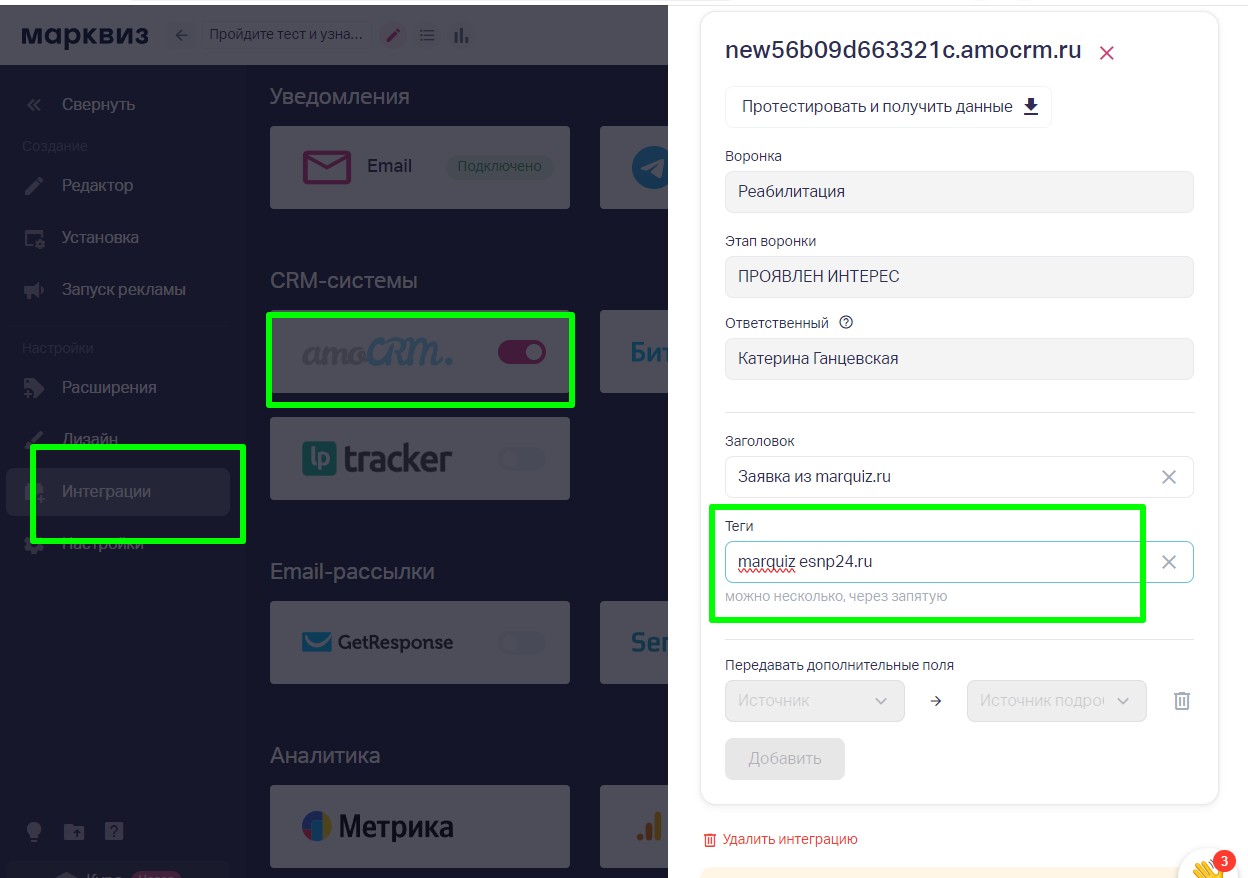 марквиз
Пройдите тест и узна...
Свернуть
Создание
Редактор
Установка
Запуск рекламы
Настройки
Расширения
Дизайн
Интеграции
Настройки
Уведомления
Email
Подключено
CRM-системы
amoCRM.
Бит
lp tracker
Email-рассылки
GetResponse
Sen
Аналитика
Метрика
new56b09d663321c.amocrm.ru
Протестировать и получить данные
Воронка
Реабилитация
Этап воронки
ПРОЯВЛЕН ИНТЕРЕС
Ответственный
Катерина Ганцевская
Заголовок
Заявка из marquiz.ru
Теги
marquiz esnp24.ru
можно несколько, через запятую
Передавать дополнительные поля
Источник
Источник подро
Добавить
Удалить интеграцию
3